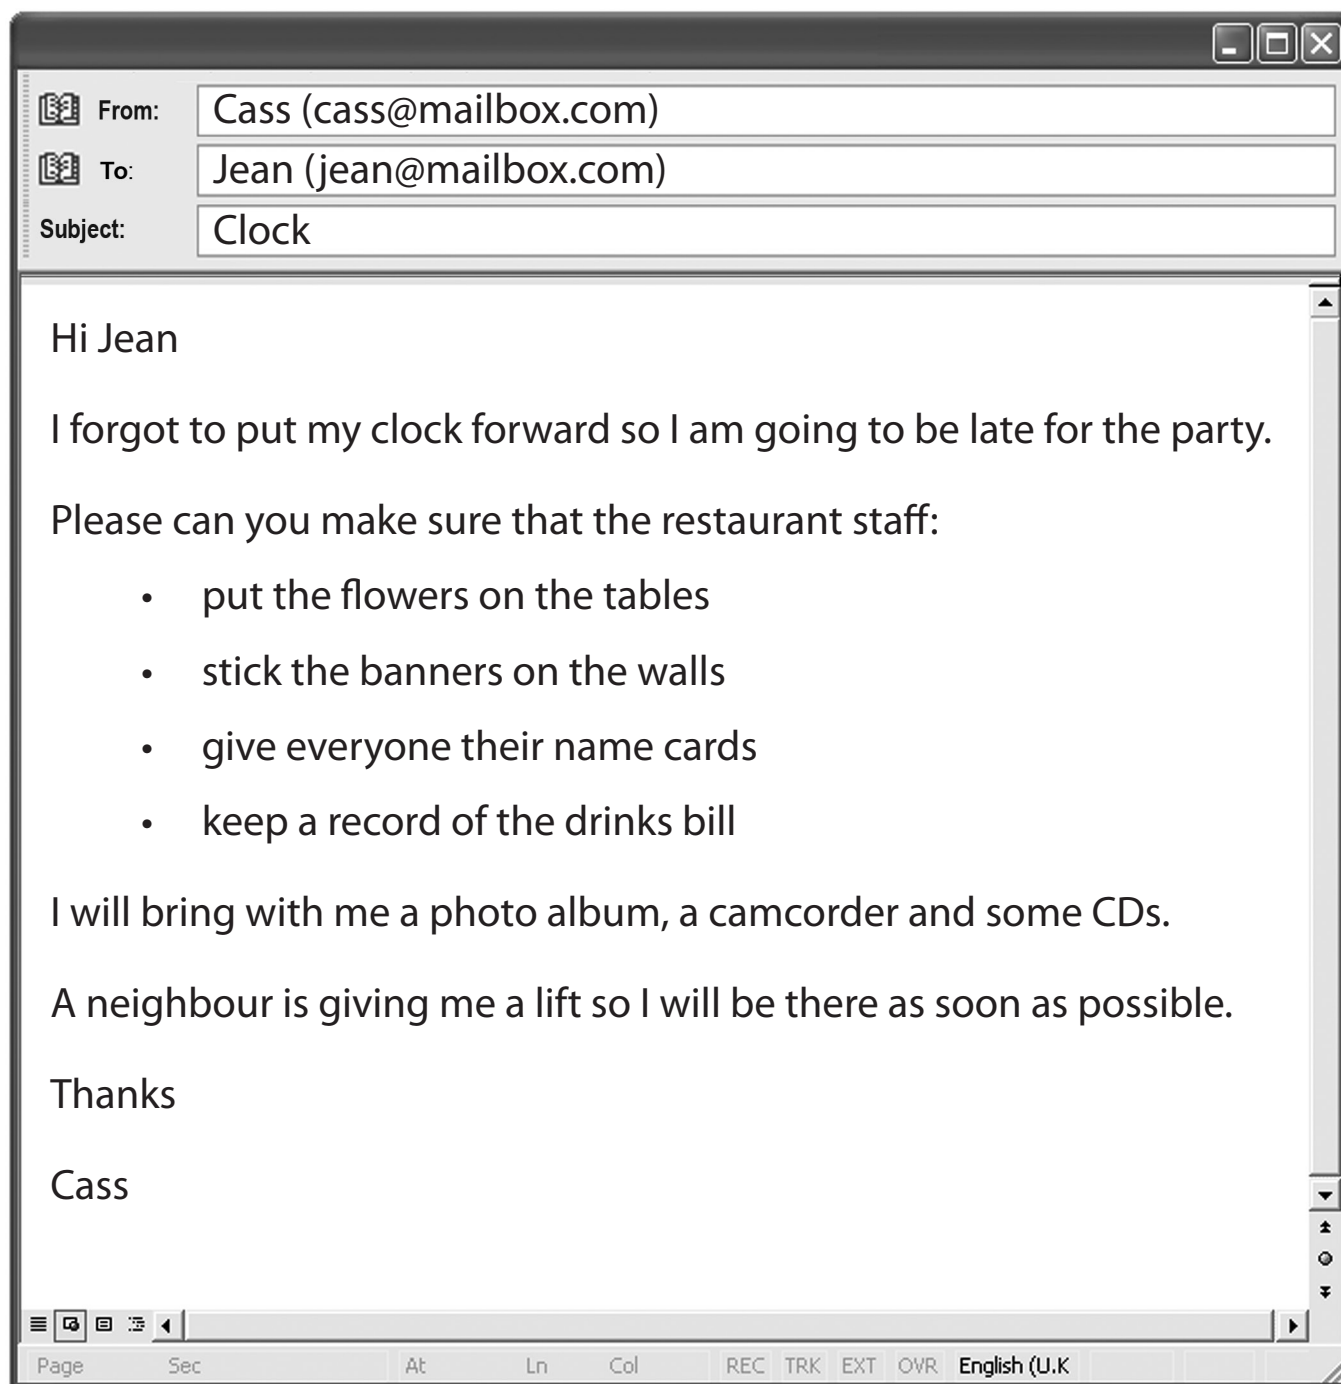 From: Cass (cass@mailbox.com)
To: Jean (jean@mailbox.com)
Subject: Clock
Hi Jean
I forgot to put my clock forward so I am going to be late for the party.
Please can you make sure that the restaurant staff:
• put the flowers on the tables
• stick the banners on the walls
• give everyone their name cards
• keep a record of the drinks bill
I will bring with me a photo album, a camcorder and some CDs.
A neighbour is giving me a lift so I will be there as soon as possible.
Thanks
Cass
Page Sec At Ln Col REC TRK EXT OVR English (U.K